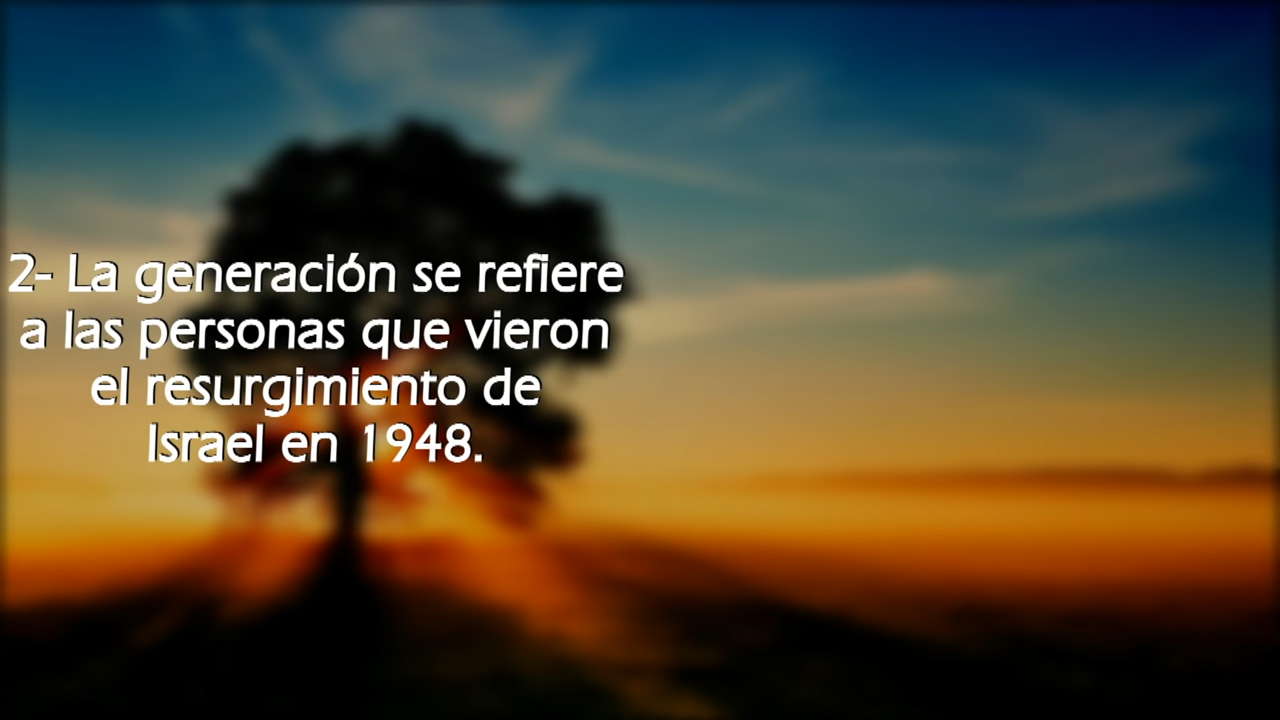 2- La generación se refiere
a las personas que vieron
el resurgimiento de
Israel en 1948.